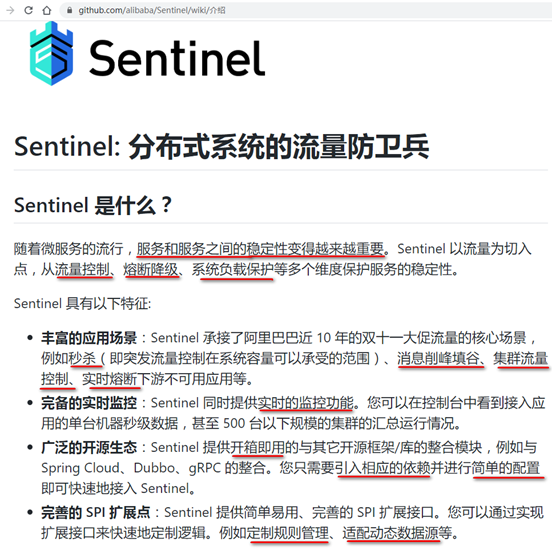 github.com/alibaba/Sentinel/wiki/介绍
Sentinel
Sentinel: 分布式系统的流量防卫兵
Sentinel 是什么？
随着微服务的流行，服务和服务之间的稳定性变得越来越重要。Sentinel 以流量为切入
点，从流量控制、熔断降级、系统负载保护等多个维度保护服务的稳定性。
Sentinel 具有以下特征:
• 丰富的应用场景：Sentinel 承接了阿里巴巴近 10 年的双十一大促流量的核心场景，
例如秒杀（即突发流量控制在系统容量可以承受的范围）、消息削峰填谷、集群流量
控制、实时熔断下游不可用应用等。
• 完备的实时监控：Sentinel 同时提供实时的监控功能。您可以在控制台中看到接入应
用的单台机器秒级数据，甚至 500 台以下规模的集群的汇总运行情况。
• 广泛的开源生态：Sentinel 提供开箱即用的与其它开源框架/库的整合模块，例如与
Spring Cloud、Dubbo、gRPC 的整合。您只需要引入相应的依赖并进行简单的配置
即可快速地接入 Sentinel。
• 完善的 SPI 扩展点：Sentinel 提供简单易用、完善的 SPI 扩展接口。您可以通过实现
扩展接口来快速地定制逻辑。例如定制规则管理、适配动态数据源等。